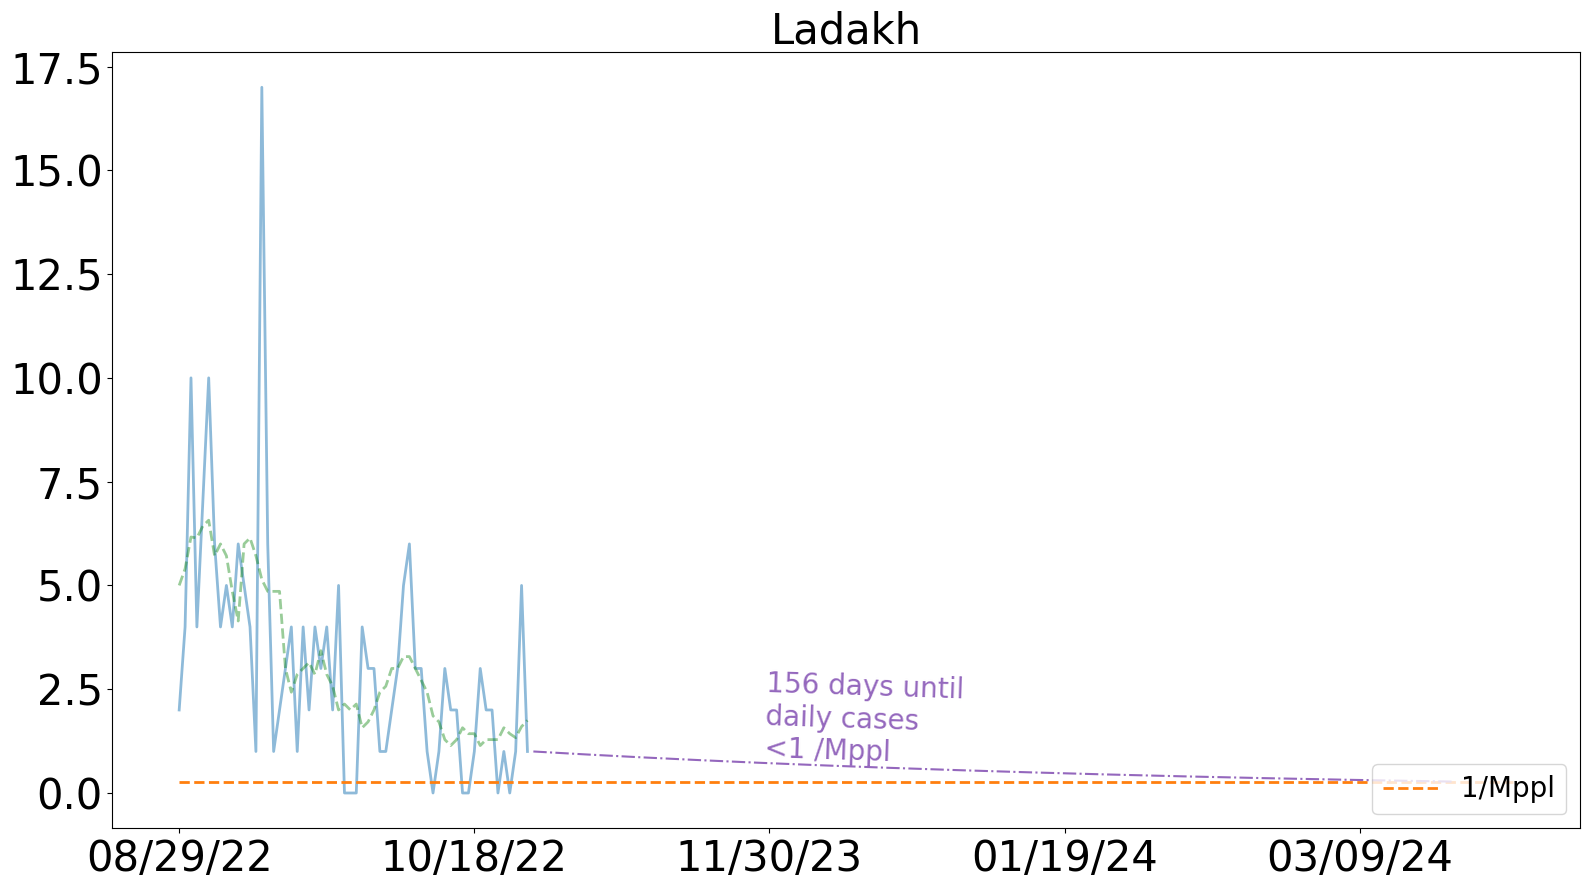 Ladakh
17.5
15.0
12.5
10.0
7.5
5.0
2.5
0.0
156 days until
daily cases
<1 /Mppl
1/Mppl
08/29/22 10/18/22 11/30/23 01/19/24 03/09/24